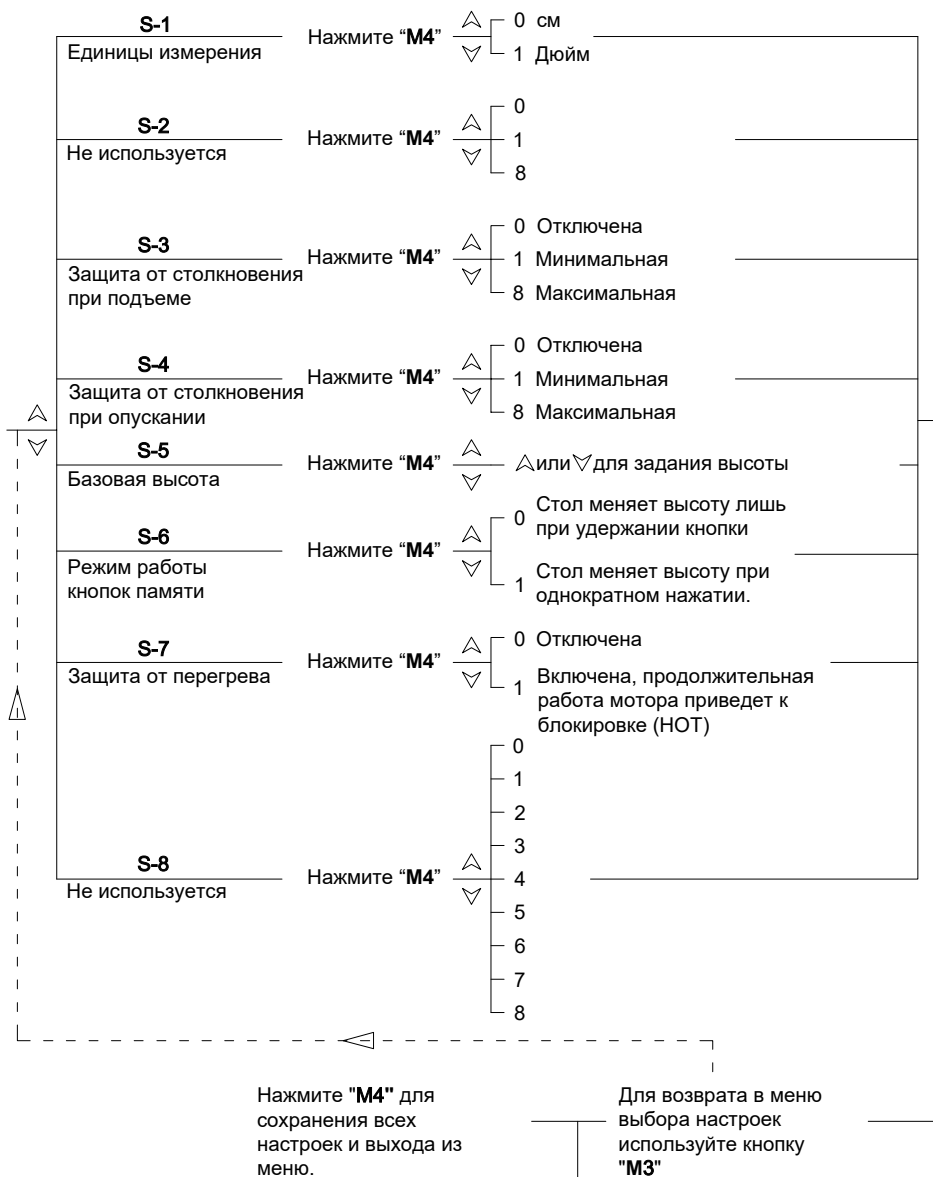 S-1
Единицы измерения
Нажмите “M4”
0 см
1 Дюйм
S-2
Не используется
Нажмите “M4”
0
1
8
S-3
Защита от столкновения
при подъеме
Нажмите “M4”
0 Отключена
1 Минимальная
8 Максимальная
S-4
Защита от столкновения
при опускании
Нажмите “M4”
0 Отключена
1 Минимальная
8 Максимальная
S-5
Базовая высота
Нажмите “M4”
или для задания высоты
S-6
Режим работы
кнопок памяти
Нажмите “M4”
0 Стол меняет высоту лишь
при удержании кнопки
1 Стол меняет высоту при
однократном нажатии.
S-7
Защита от перегрева
Нажмите “M4”
0 Отключена
1 Включена, продолжительная
работа мотора приведет к
блокировке (HOT)
S-8
Не используется
Нажмите “M4”
0
1
2
3
4
5
6
7
8
Нажмите "M4" для
сохранения всех
настроек и выхода из
меню.
Для возврата в меню
выбора настроек
используйте кнопку
"M3"